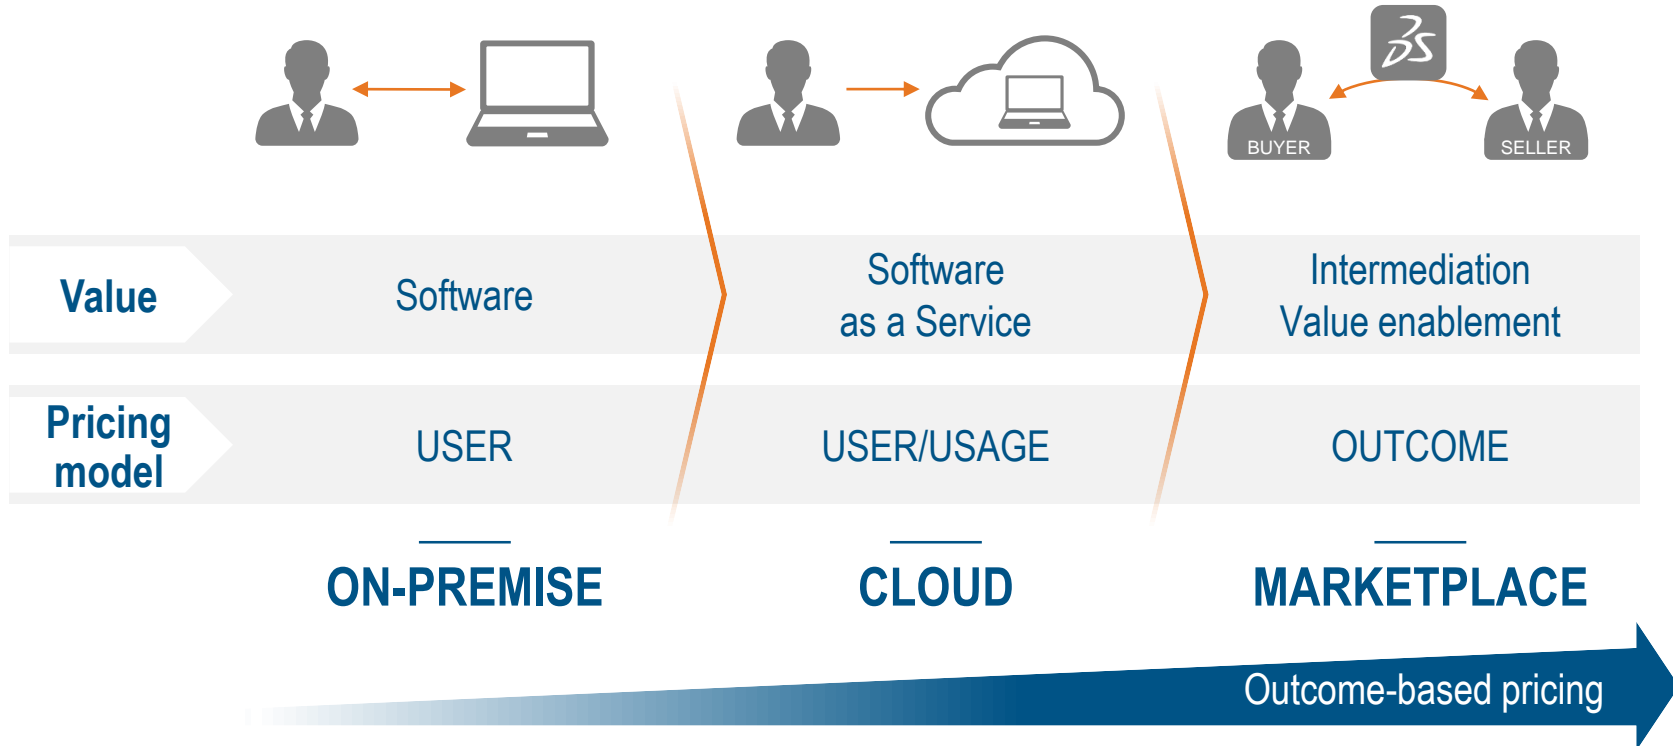 3DS
BUYER
SELLER
Value
Software
Software
as a Service
Intermediation
Value enablement
Pricing
model
USER
USER/USAGE
OUTCOME
ON-PREMISE
CLOUD
MARKETPLACE
Outcome-based pricing